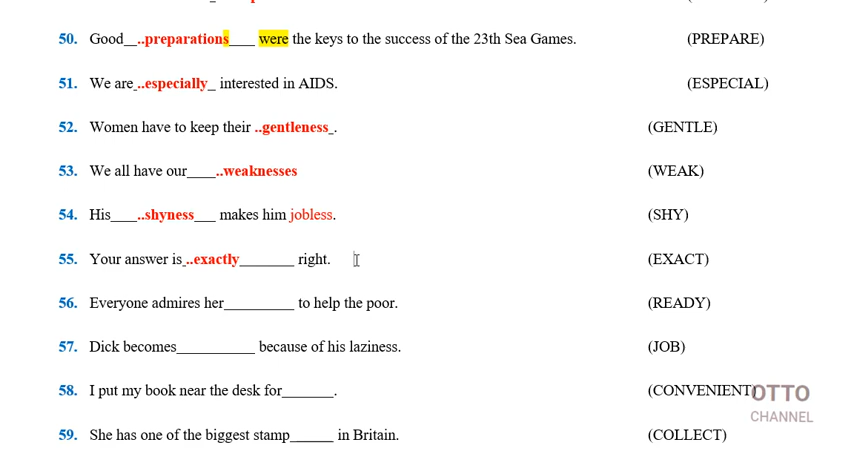 50. Good__..preparations___ were the keys to the success of the 23th Sea Games. (PREPARE)
51. We are_..especially_ interested in AIDS. (ESPECIAL)
52. Women have to keep their ..gentleness_. (GENTLE)
53. We all have our____..weaknesses (WEAK)
54. His____..shyness___ makes him jobless. (SHY)
55. Your answer is_..exactly________ right. (EXACT)
56. Everyone admires her__________ to help the poor. (READY)
57. Dick becomes___________ because of his laziness. (JOB)
58. I put my book near the desk for_______. (CONVENIENT)
OTTO
CHANNEL
59. She has one of the biggest stamp______ in Britain. (COLLECT)